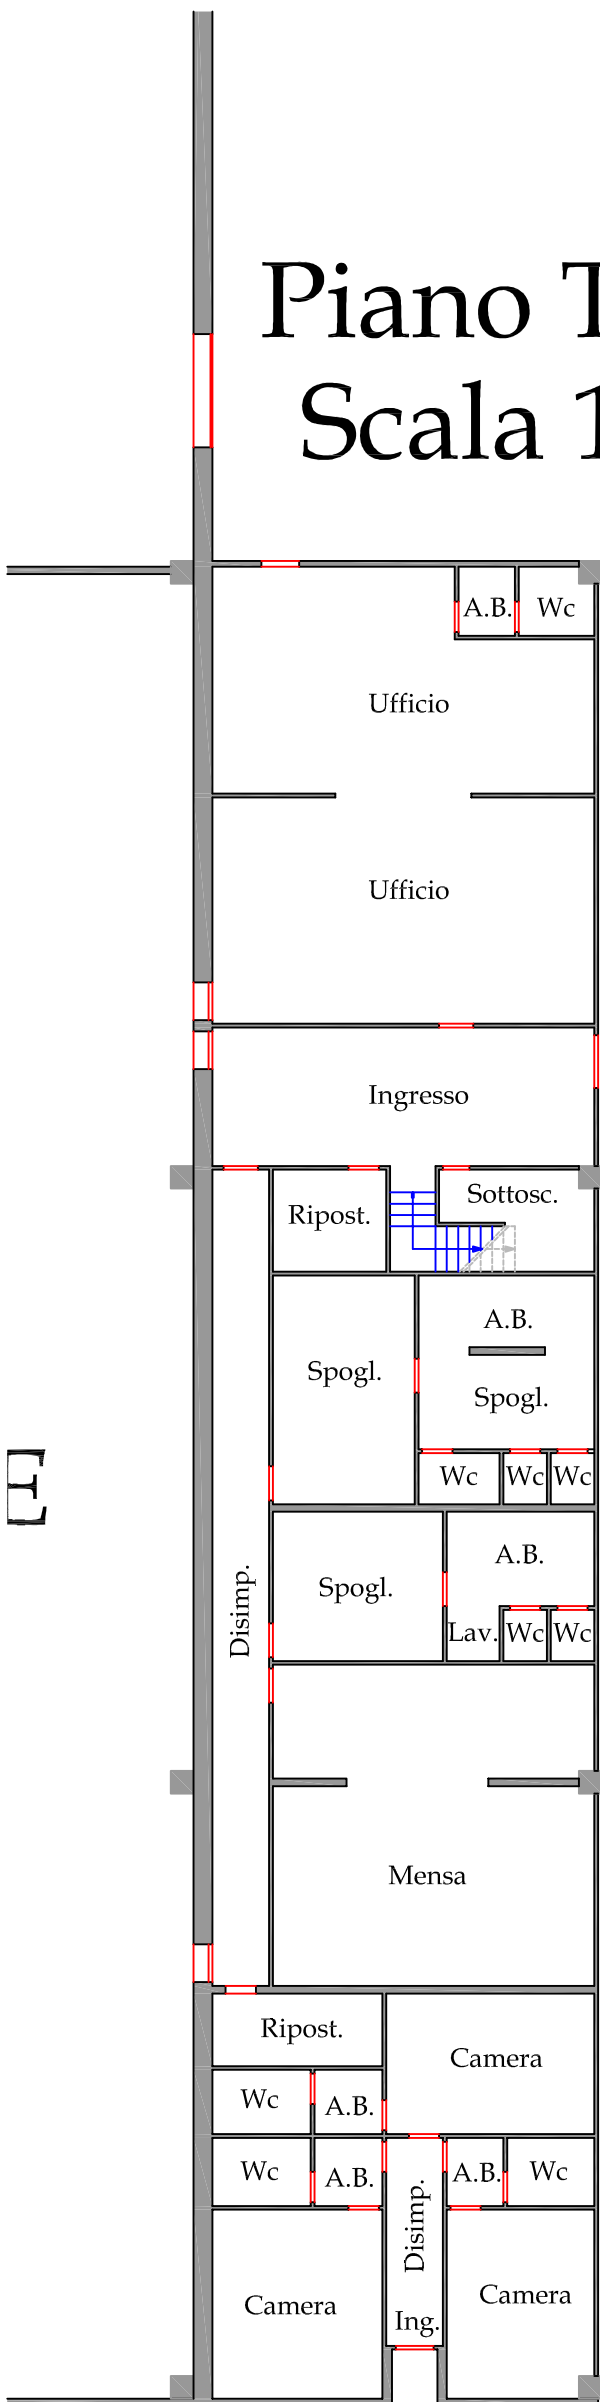 Piano T
Scala 1
A.B. Wc
Ufficio
Ufficio
Ingresso
Ripost. Sottosc.
A.B.
Spogl.
Spogl.
Wc Wc Wc
E
A.B.
Spogl.
Disimp.
Lav. Wc Wc
Mensa
Ripost.
Camera
Wc A.B.
Wc A.B. A.B. Wc
Disimp.
Camera Camera
Ing.